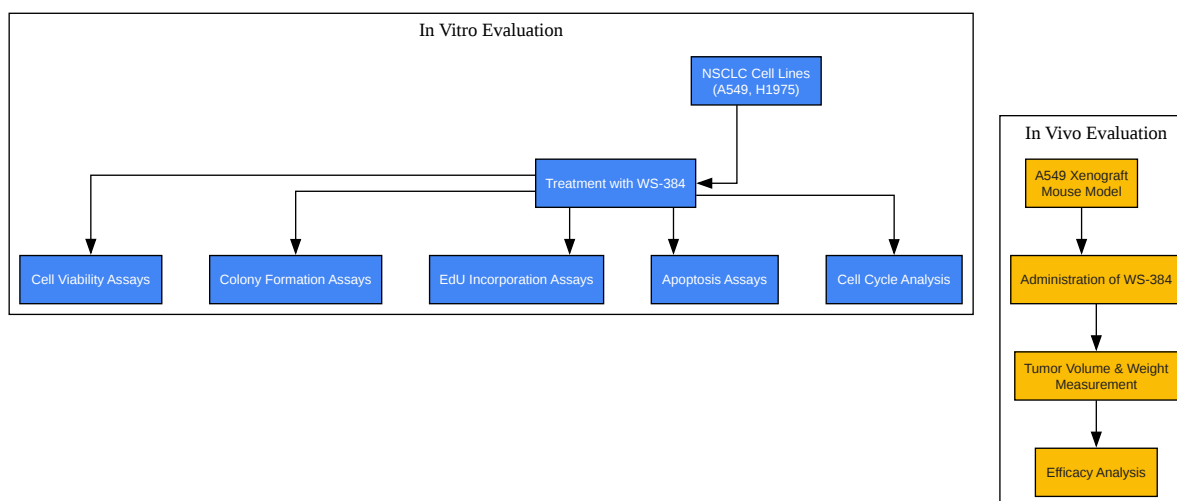 In Vitro Evaluation
NSCLC Cell Lines
(A549, H1975)
Treatment with WS-384
Cell Viability Assays
Colony Formation Assays
EdU Incorporation Assays
Apoptosis Assays
Cell Cycle Analysis
In Vivo Evaluation
A549 Xenograft
Mouse Model
Administration of WS-384
Tumor Volume & Weight
Measurement
Efficacy Analysis